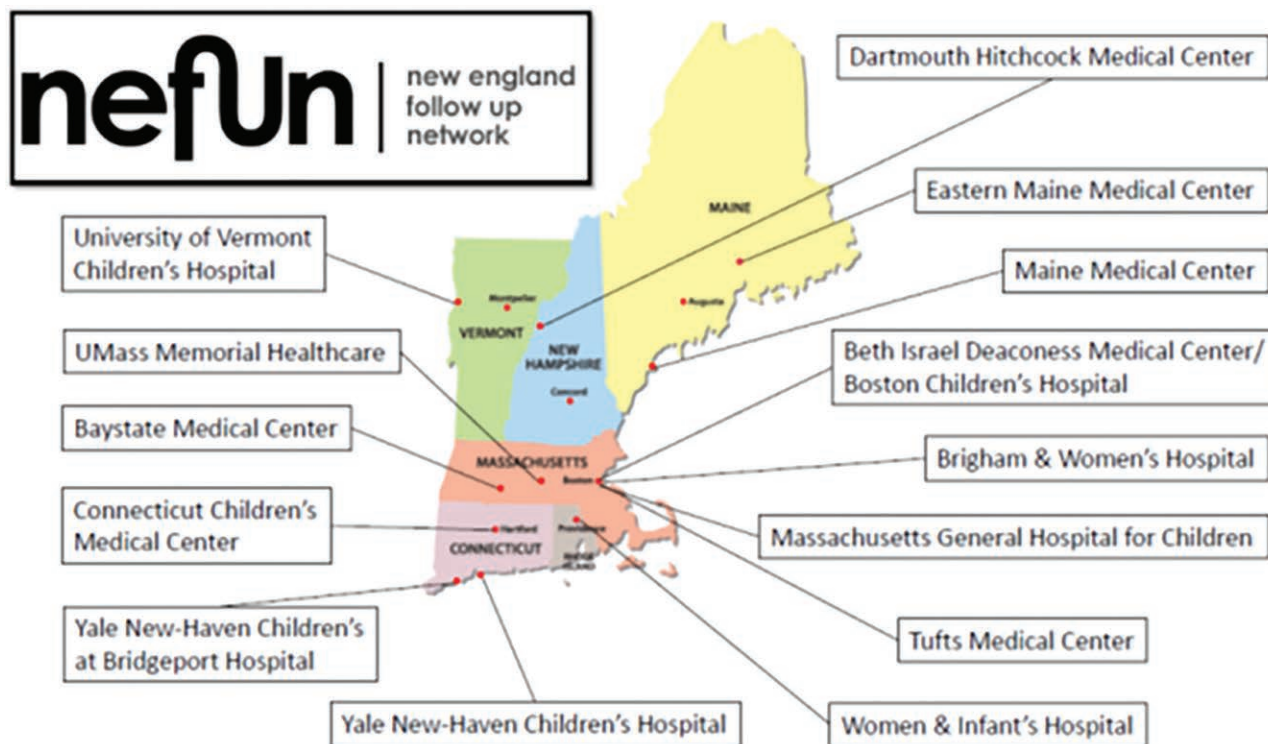 nefun
new england
follow up
network
Dartmouth Hitchcock Medical Center
Eastern Maine Medical Center
Maine Medical Center
Beth Israel Deaconess Medical Center/
Boston Children's Hospital
Brigham & Women's Hospital
Massachusetts General Hospital for Children
Tufts Medical Center
Women & Infant's Hospital
University of Vermont
Children's Hospital
UMass Memorial Healthcare
Baystate Medical Center
Connecticut Children's
Medical Center
Yale New-Haven Children's
at Bridgeport Hospital
Yale New-Haven Children's Hospital
MAINE
Augusta
Montpelier
VERMONT
NEW
HAMPSHIRE
Concord
MASSACHUSETTS
Boston
Hartford
CONNECTICUT
Providence
RHODE
ISLAND